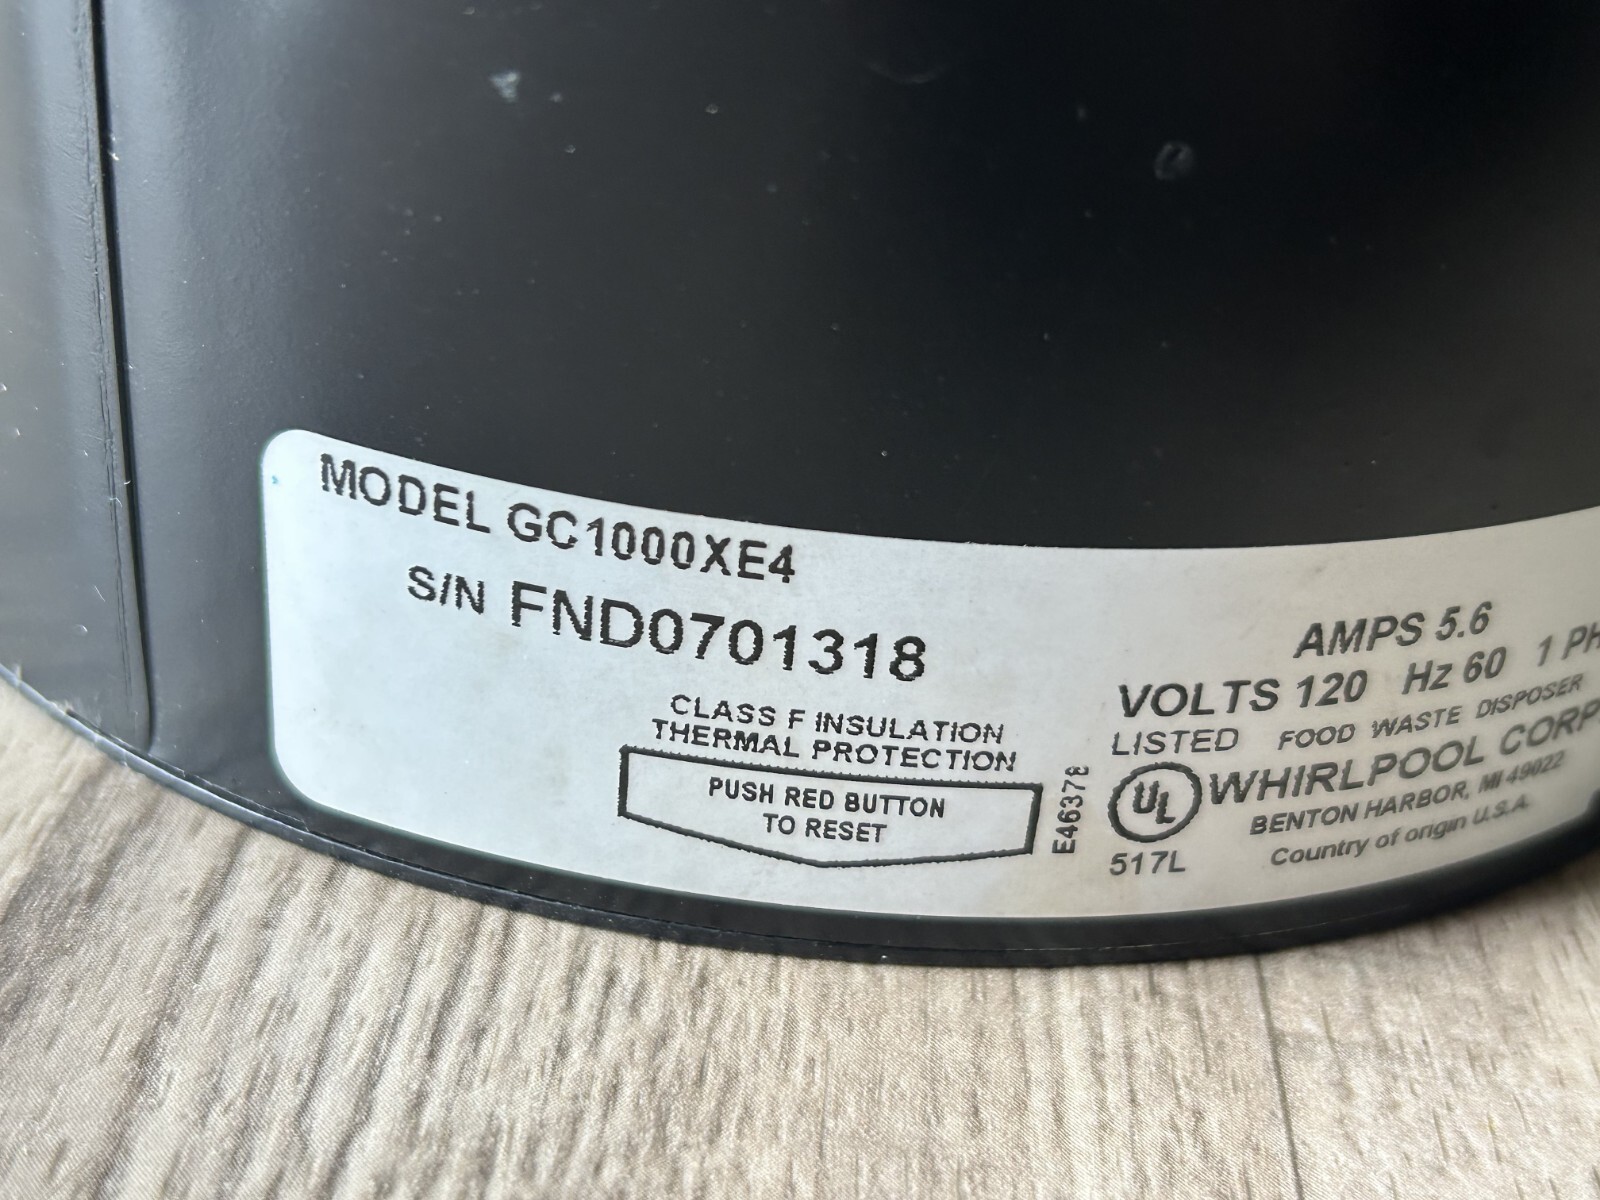 MODEL GC1000XE4
S/N FND0701318
CLASS F INSULATION
THERMAL PROTECTION
PUSH RED BUTTON
TO RESET
E46378
AMPS 5.6
VOLTS 120 Hz 60 1 PH
LISTED FOOD WASTE DISPOSER
UL WHIRLPOOL CORP
BENTON HARBOR, MI 49022
Country of origin U.S.A.
517L